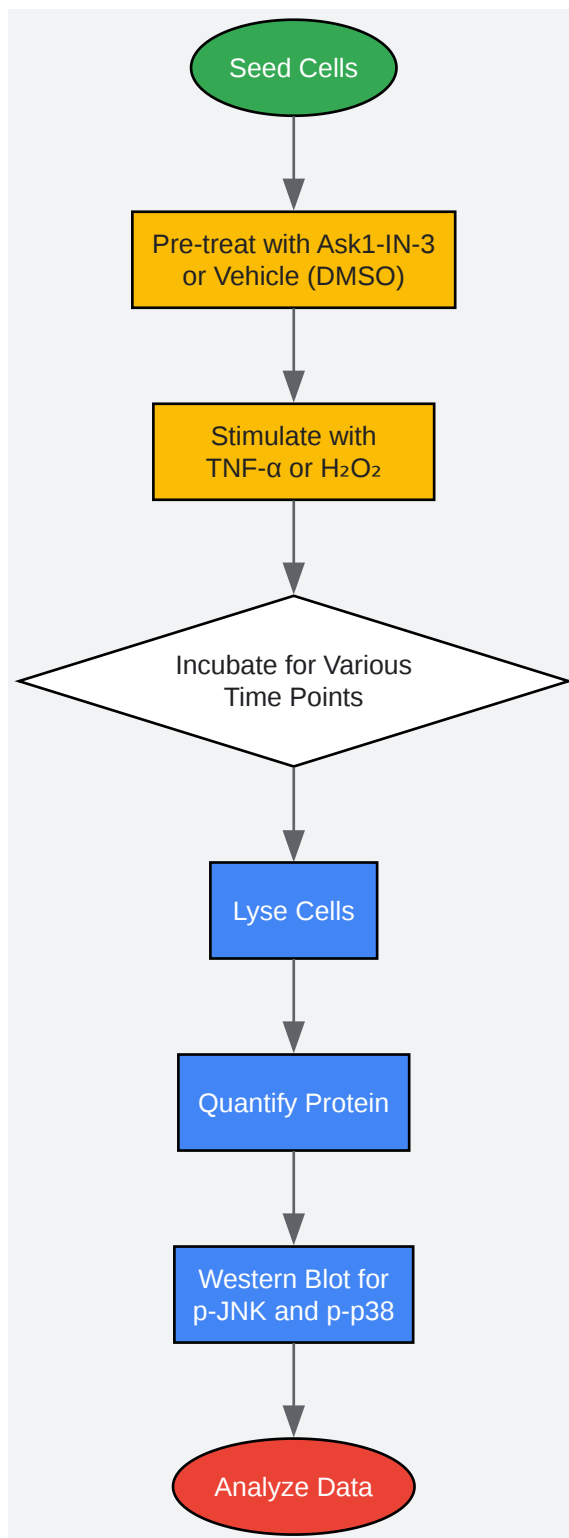 Seed Cells
Pre-treat with Ask1-IN-3
or Vehicle (DMSO)
Stimulate with
TNF-α or H₂O₂
Incubate for Various
Time Points
Lyse Cells
Quantify Protein
Western Blot for
p-JNK and p-p38
Analyze Data